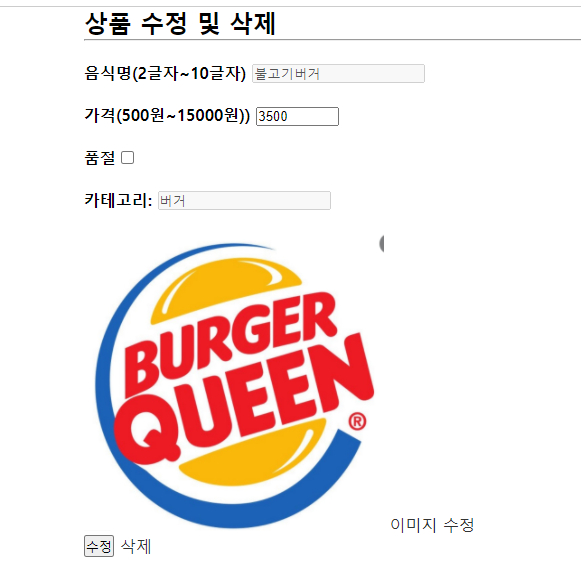 상품 수정 및 삭제
음식명(2글자~10글자) 불고기버거
가격(500원~15000원)) 3500
품절
카테고리: 버거
BURGER
QUEEN
®
이미지 수정
수정 삭제